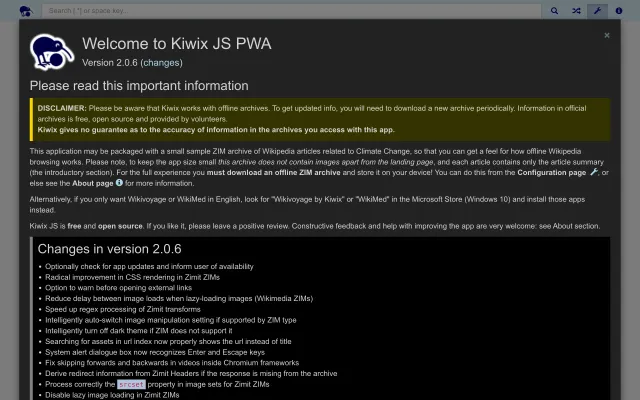 Search [.*] or space key...
×
Welcome to Kiwix JS PWA
Version 2.0.6 (changes)
Please read this important information
DISCLAIMER: Please be aware that Kiwix works with offline archives. To get updated info, you will need to download a new archive periodically. Information in official
archives is free, open source and provided by volunteers.
Kiwix gives no guarantee as to the accuracy of information in the archives you access with this app.
This application may be packaged with a small sample ZIM archive of Wikipedia articles related to Climate Change, so that you can get a feel for how offline Wikipedia
browsing works. Please note, to keep the app size small this archive does not contain images apart from the landing page, and each article contains only the article summary
(the introductory section). For the full experience you must download an offline ZIM archive and store it on your device! You can do this from the Configuration page , or
else see the About page for more information.
Alternatively, if you only want Wikivoyage or WikiMed in English, look for "Wikivoyage by Kiwix" or "WikiMed" in the Microsoft Store (Windows 10) and install those apps
instead.
Kiwix JS is free and open source. If you like it, please leave a positive review. Constructive feedback and help with improving the app are very welcome: see About section.
Changes in version 2.0.6
• Optionally check for app updates and inform user of availability
• Radical improvement in CSS rendering in Zimit ZIMs
• Option to warn before opening external links
• Reduce delay between image loads when lazy-loading images (Wikimedia ZIMs)
• Speed up regex processing of Zimit transforms
• Intelligently auto-switch image manipulation setting if supported by ZIM type
• Intelligently turn off dark theme if ZIM does not support it
• Searching for assets in url index now properly shows the url instead of title
• System alert dialogue box now recognizes Enter and Escape keys
• Fix skipping forwards and backwards in videos inside Chromium frameworks
• Derive redirect information from Zimit Headers if the response is mising from the archive
• Process correctly the srcset property in image sets for Zimit ZIMs
• Disable lazy image loading in Zimit ZIMs